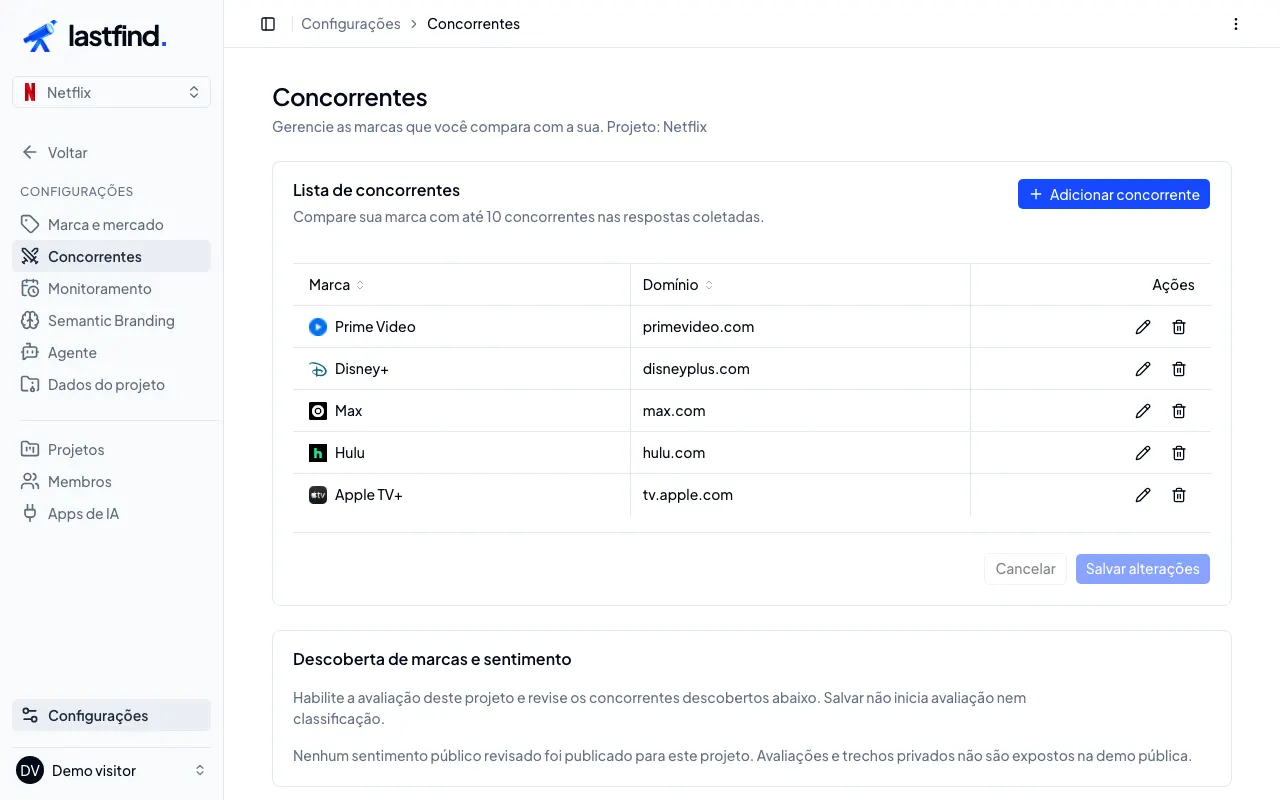 lastfind.
Netflix
Voltar
CONFIGURAÇÕES
Marca e mercado
Concorrentes
Monitoramento
Semantic Branding
Agente
Dados do projeto
Projetos
Membros
Apps de IA
Configurações
DV Demo visitor
Configurações > Concorrentes
Concorrentes
Gerencie as marcas que você compara com a sua. Projeto: Netflix
Lista de concorrentes
Compare sua marca com até 10 concorrentes nas respostas coletadas.
+ Adicionar concorrente
Marca Domínio Ações
Prime Video primevideo.com
Disney+ disneyplus.com
Max max.com
h Hulu hulu.com
tv Apple TV+ tv.apple.com
Cancelar Salvar alterações
Descoberta de marcas e sentimento
Habilite a avaliação deste projeto e revise os concorrentes descobertos abaixo. Salvar não inicia avaliação nem
classificação.
Nenhum sentimento público revisado foi publicado para este projeto. Avaliações e trechos privados não são expostos na demo pública.